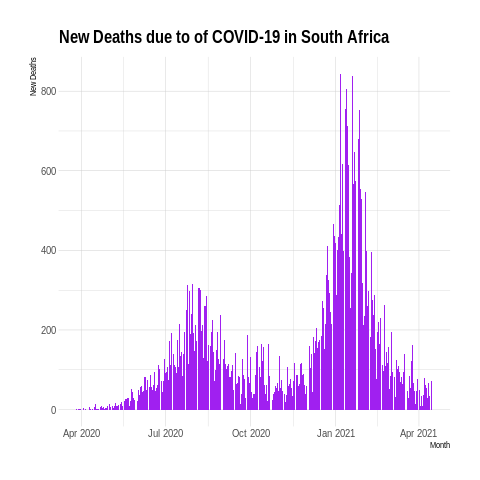 New Deaths due to of COVID-19 in South Africa
New Deaths
800
600
400
200
0
Apr 2020 Jul 2020 Oct 2020 Jan 2021 Apr 2021
Month